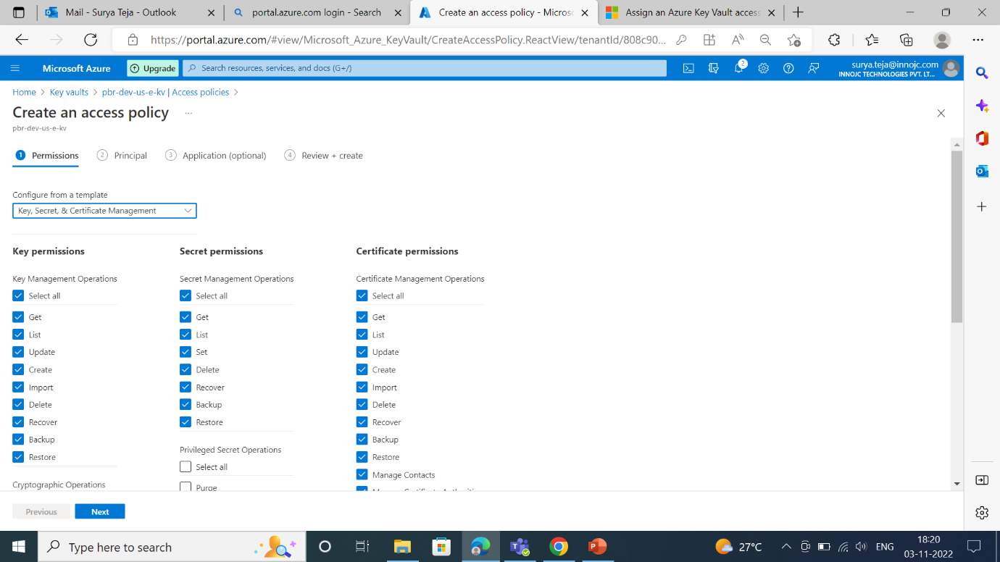 Mail - Surya Teja - Outlook
portal.azure.com login - Search
Create an access policy - Microso
Assign an Azure Key Vault access
https://portal.azure.com/#view/Microsoft_Azure_KeyVault/CreateAccessPolicy.ReactView/tenantId/808c90...
Microsoft Azure
Upgrade
Search resources, services, and docs (G+/)
2
surya.teja@innojc.com
INNOJC TECHNOLOGIES PVT. LT...
Home > Key vaults > pbr-dev-us-e-kv | Access policies >
Create an access policy ...
pbr-dev-us-e-kv
1 Permissions 2 Principal 3 Application (optional) 4 Review + create
Configure from a template
Key, Secret, & Certificate Management
Key permissions
Key Management Operations
Select all
Get
List
Update
Create
Import
Delete
Recover
Backup
Restore
Cryptographic Operations
Secret permissions
Secret Management Operations
Select all
Get
List
Set
Delete
Recover
Backup
Restore
Privileged Secret Operations
Select all
Purge
Certificate permissions
Certificate Management Operations
Select all
Get
List
Update
Create
Import
Delete
Recover
Backup
Restore
Manage Contacts
Previous
Next
Type here to search
27°C
ENG
18:20
03-11-2022